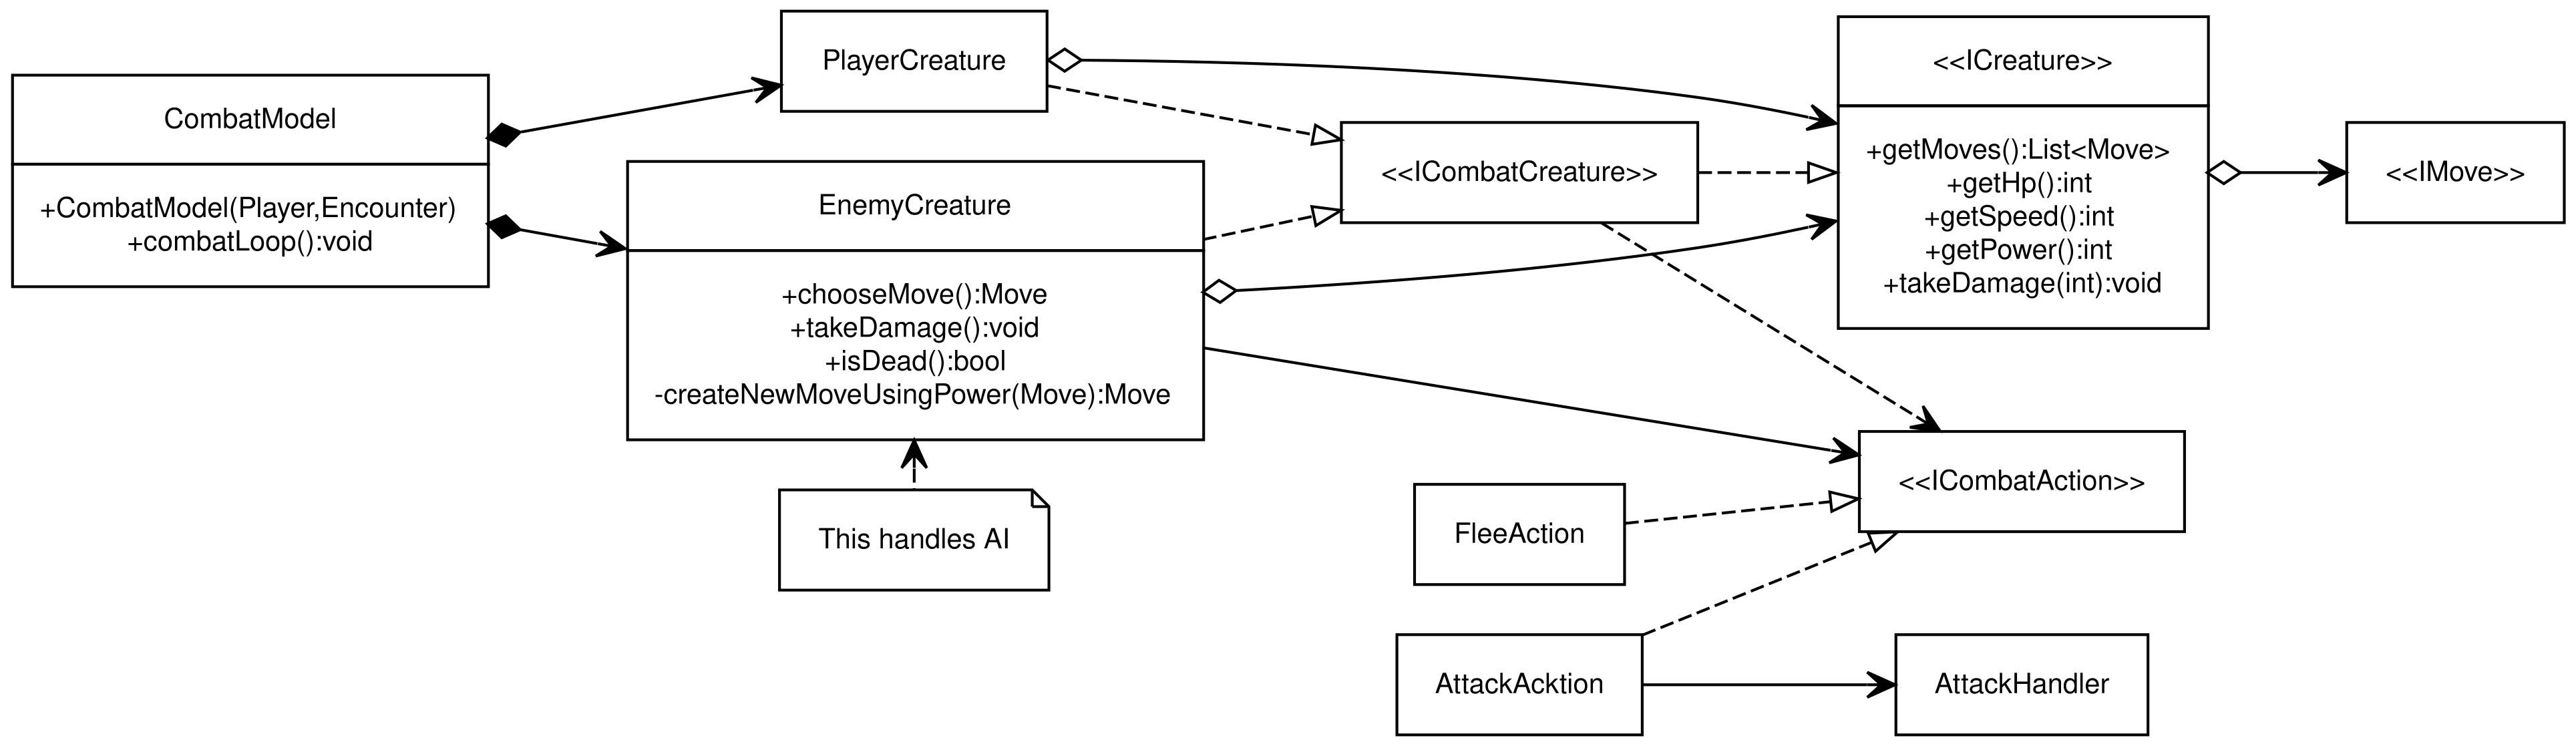 CombatModel
+CombatModel(Player,Encounter)
+combatLoop():void
PlayerCreature
EnemyCreature
+chooseMove():Move
+takeDamage():void
+isDead():bool
-createNewMoveUsingPower(Move):Move
This handles AI
<<ICombatCreature>>
<<ICreature>>
+getMoves():List<Move>
+getHp():int
+getSpeed():int
+getPower():int
+takeDamage(int):void
<<IMove>>
<<ICombatAction>>
FleeAction
AttackAcktion
AttackHandler